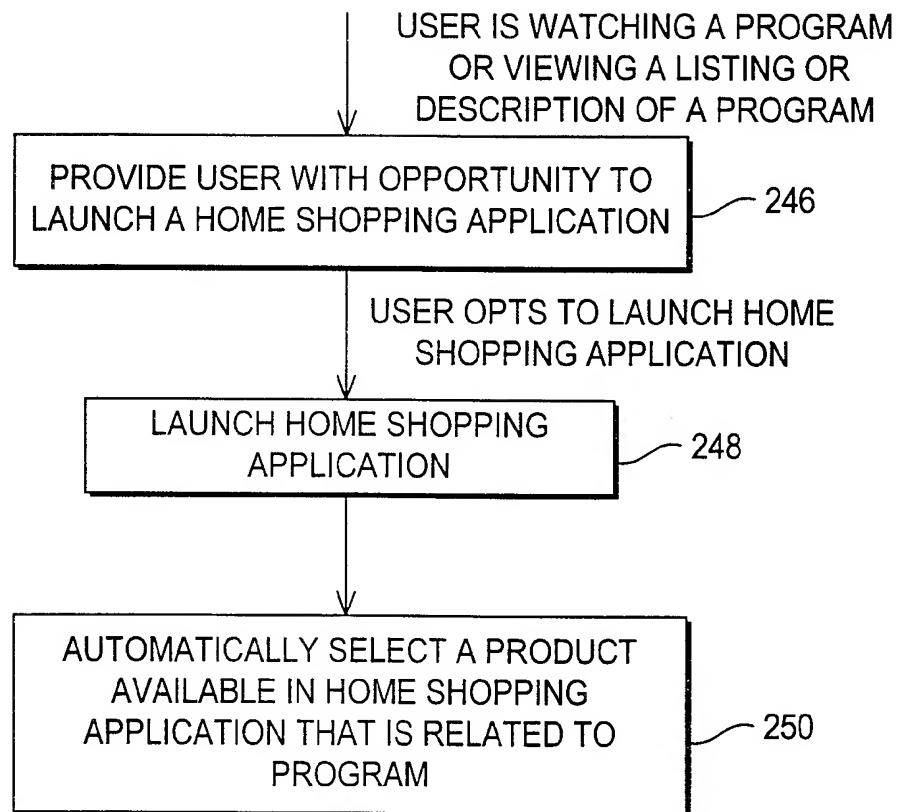 USER IS WATCHING A PROGRAM
OR VIEWING A LISTING OR
DESCRIPTION OF A PROGRAM
PROVIDE USER WITH OPPORTUNITY TO
LAUNCH A HOME SHOPPING APPLICATION
246
USER OPTS TO LAUNCH HOME
SHOPPING APPLICATION
LAUNCH HOME SHOPPING
APPLICATION
248
AUTOMATICALLY SELECT A PRODUCT
AVAILABLE IN HOME SHOPPING
APPLICATION THAT IS RELATED TO
PROGRAM
250